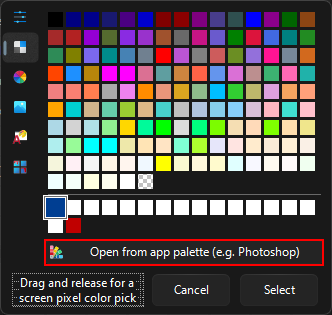 Open from app palette (e.g. Photoshop)
Drag and release for a
screen pixel color pick
Cancel
Select